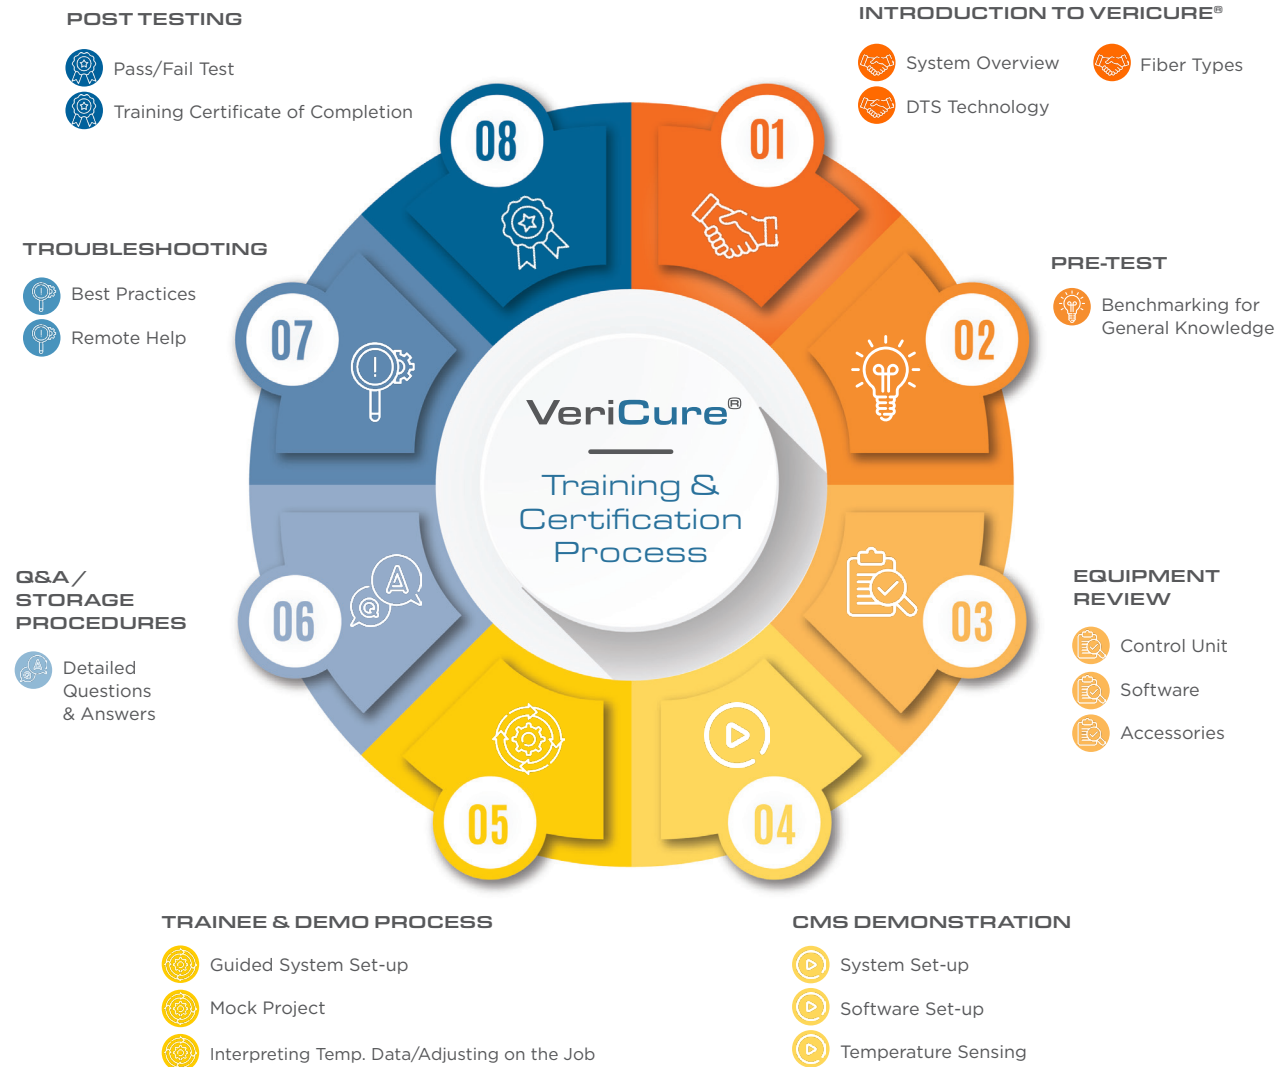 POST TESTING
Pass/Fail Test
Training Certificate of Completion
INTRODUCTION TO VERICURE®
System Overview
Fiber Types
DTS Technology
08
01
TROUBLESHOOTING
Best Practices
Remote Help
07
PRE-TEST
Benchmarking for
General Knowledge
02
VeriCure®
Training &
Certification
Process
Q&A /
STORAGE
PROCEDURES
Detailed
Questions
& Answers
06
Q
A
EQUIPMENT
REVIEW
Control Unit
Software
Accessories
03
05
04
TRAINEE & DEMO PROCESS
Guided System Set-up
Mock Project
Interpreting Temp. Data/Adjusting on the Job
CMS DEMONSTRATION
System Set-up
Software Set-up
Temperature Sensing